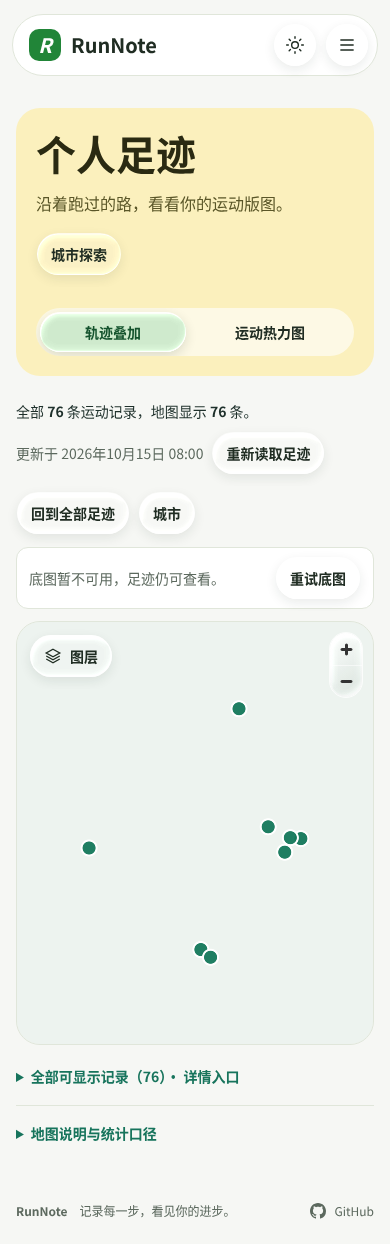 R RunNote
个人足迹
沿着跑过的路，看看你的运动版图。
城市探索
轨迹叠加 运动热力图
全部 76 条运动记录，地图显示 76 条。
更新于 2026年10月15日 08:00 重新读取足迹
回到全部足迹 城市
底图暂不可用，足迹仍可查看。 重试底图
图层
+
−
全部可显示记录（76）· 详情入口
地图说明与统计口径
RunNote 记录每一步，看见你的进步。 GitHub